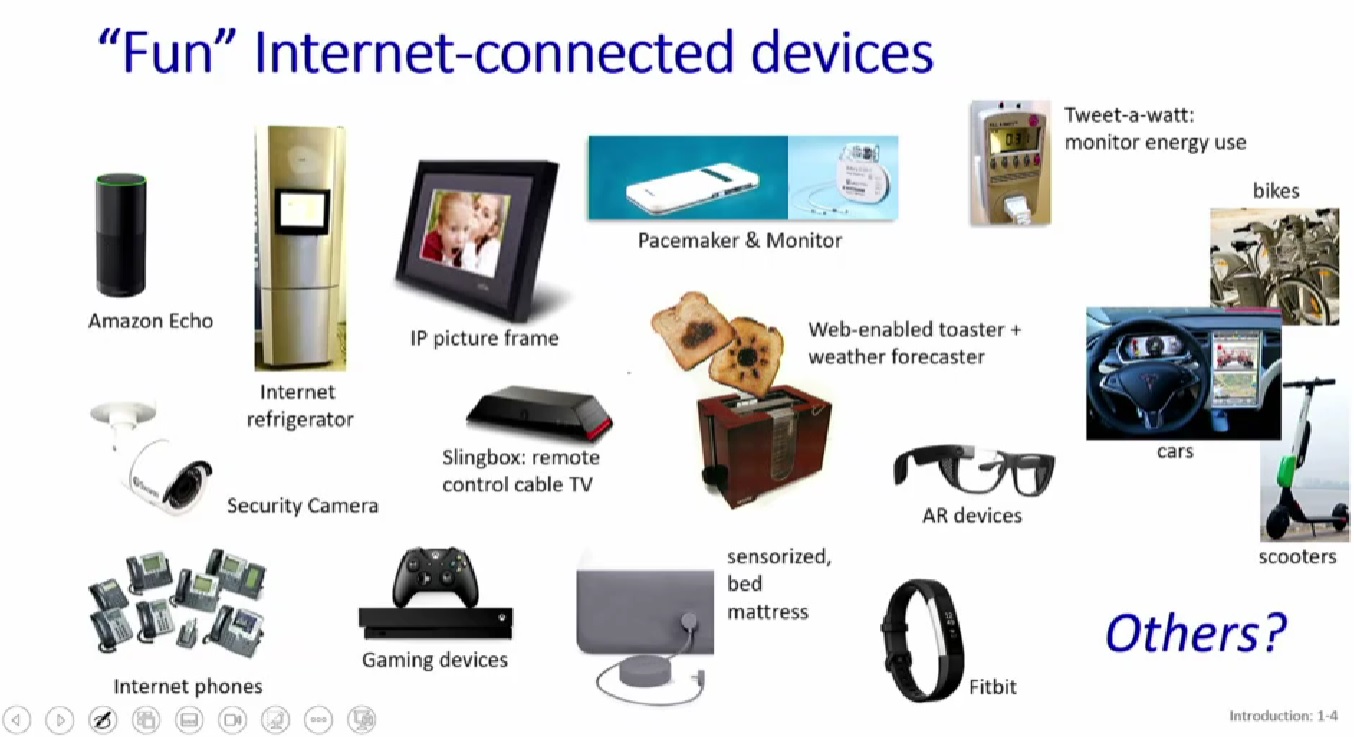 “Fun” Internet-connected devices
Tweet-a-watt:
monitor energy use
bikes
Pacemaker & Monitor
Amazon Echo
IP picture frame
Web-enabled toaster +
weather forecaster
Internet
refrigerator
Slingbox: remote
control cable TV
cars
Security Camera
AR devices
sensorized,
bed
mattress
scooters
Gaming devices
Internet phones
Fitbit
Others?
Introduction: 1-4